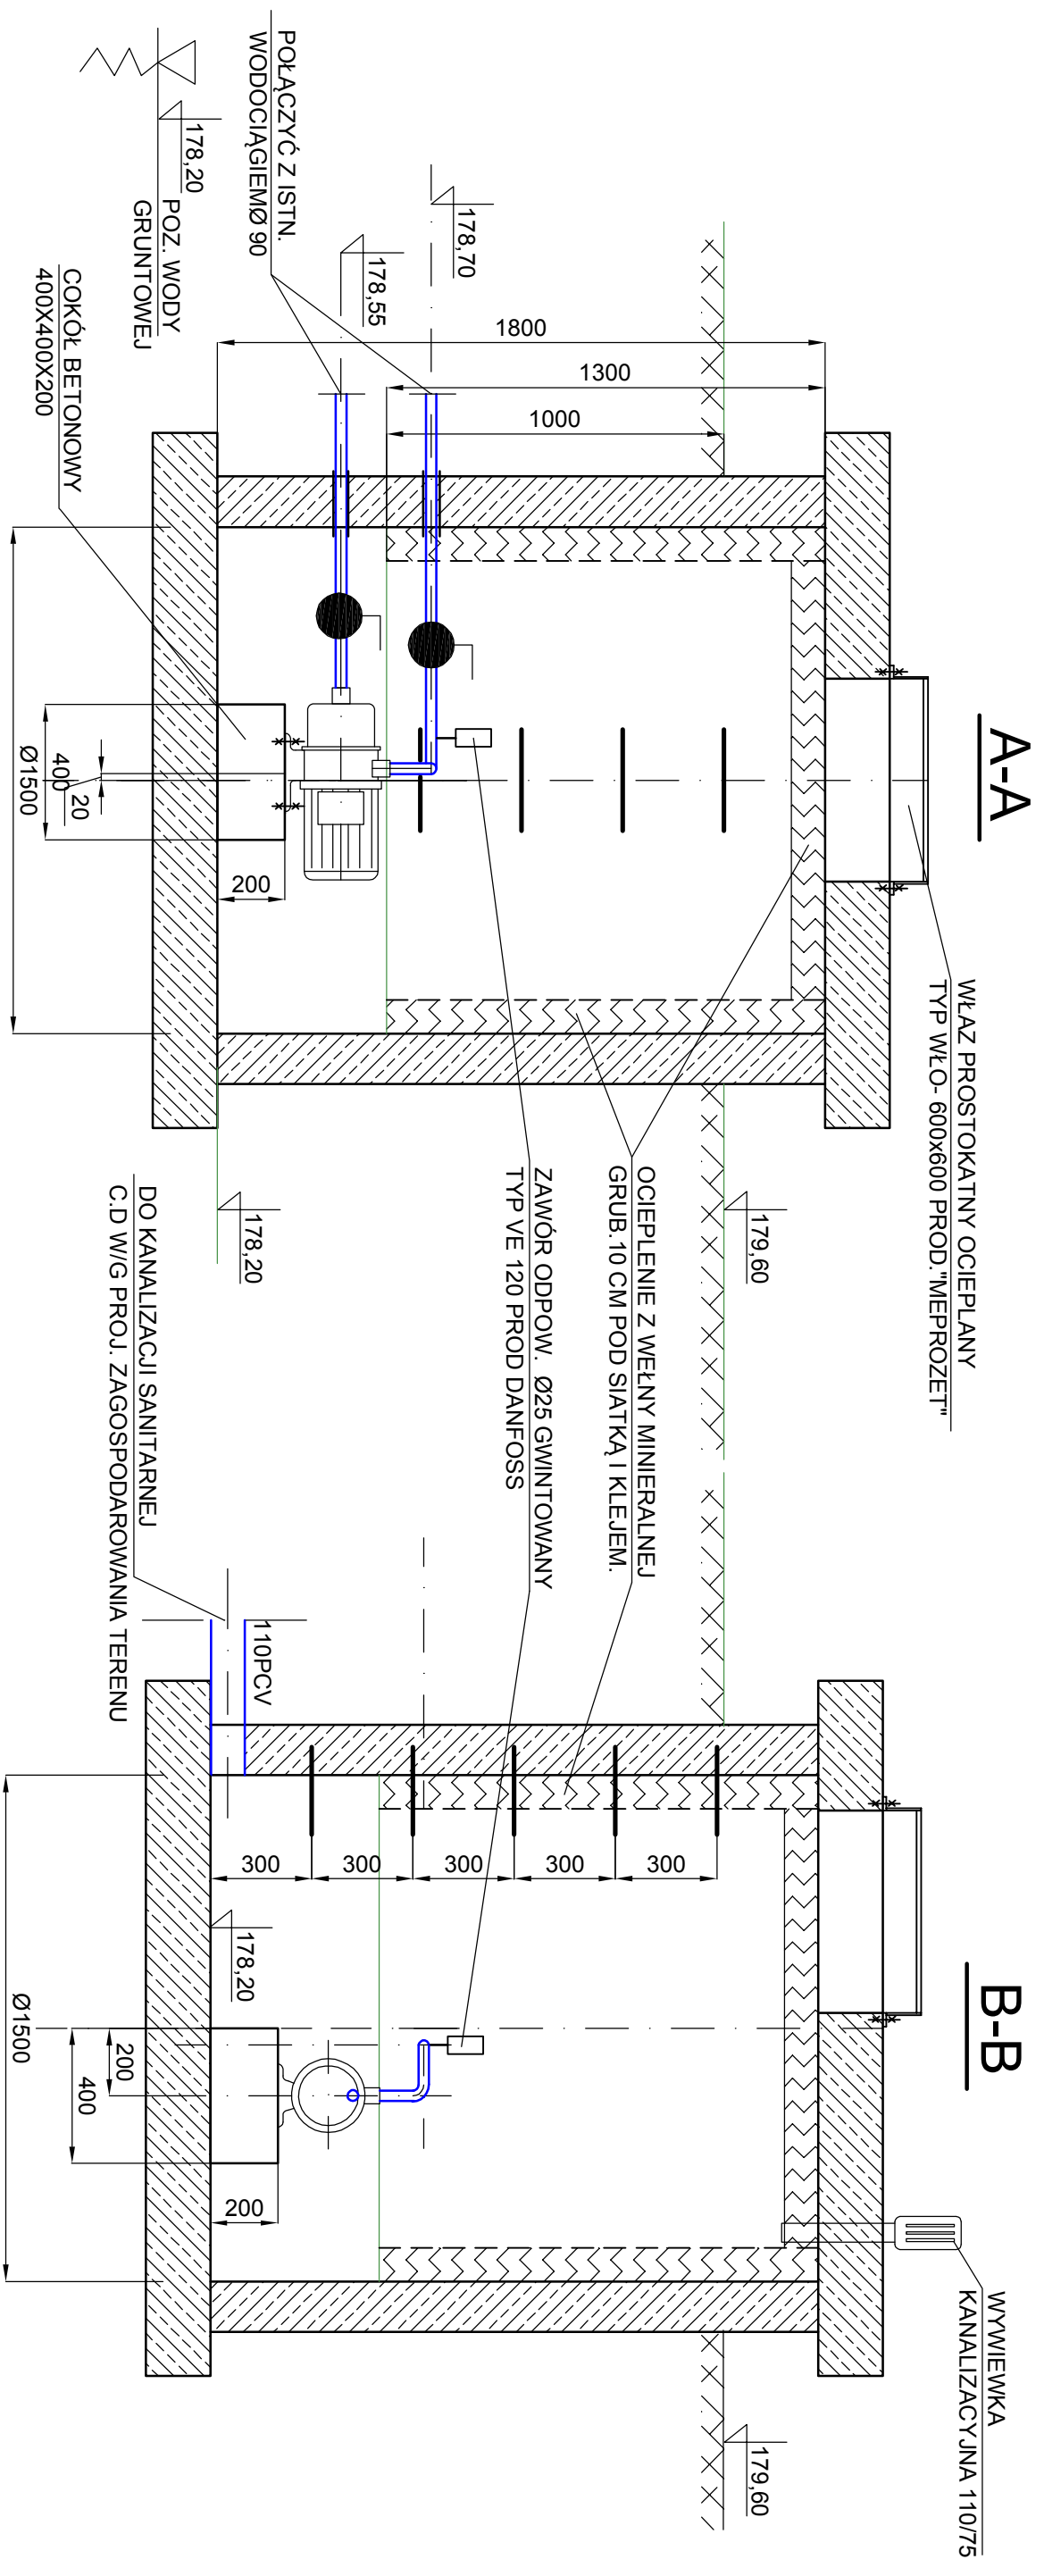 A-A
WŁAZ PROSTOKATNY OCIEPLANY
TYP WŁO- 600x600 PROD."MEPROZET"
POŁĄCZYĆ Z ISTN.
WODOCIĄGIEMØ 90
178,70
178,55
178,20
POZ. WODY
GRUNTOWEJ
COKÓŁ BETONOWY
400X400X200
1800
1300
1000
200
400
20
Ø1500
179,60
178,20
OCIEPLENIE Z WEŁNY MINIERALNEJ
GRUB.10 CM POD SIATKĄ I KLEJEM.
ZAWÓR ODPOW. Ø25 GWINTOWANY
TYP VE 120 PROD DANFOSS
DO KANALIZACJI SANITARNEJ
C.D W/G PROJ. ZAGOSPODAROWANIA TERENU
B-B
WYWIEWKA
KANALIZACYJNA 110/75
110PCV
300
300
300
300
300
178,20
200
400
200
Ø1500
179,60